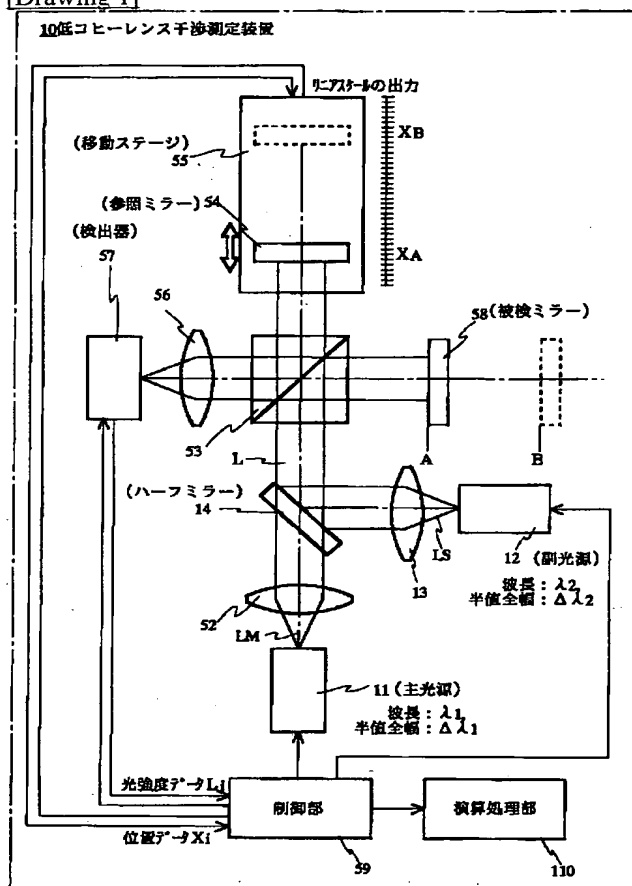 [Drawing 1]
10低コヒーレンス干渉測定装置
リニアスケールの出力
XB
(移動ステージ)
55
(参照ミラー) 54
XA
(検出器)
57
56
58(被検ミラー)
53
L
A
B
(ハーフミラー)
14
LS
12 (副光源)
波長:λ2
半値全幅:Δλ2
13
52
LM
11 (主光源)
波長:λ1
半値全幅:Δλ1
光強度データLi
制御部
演算処理部
位置データXi
59
110